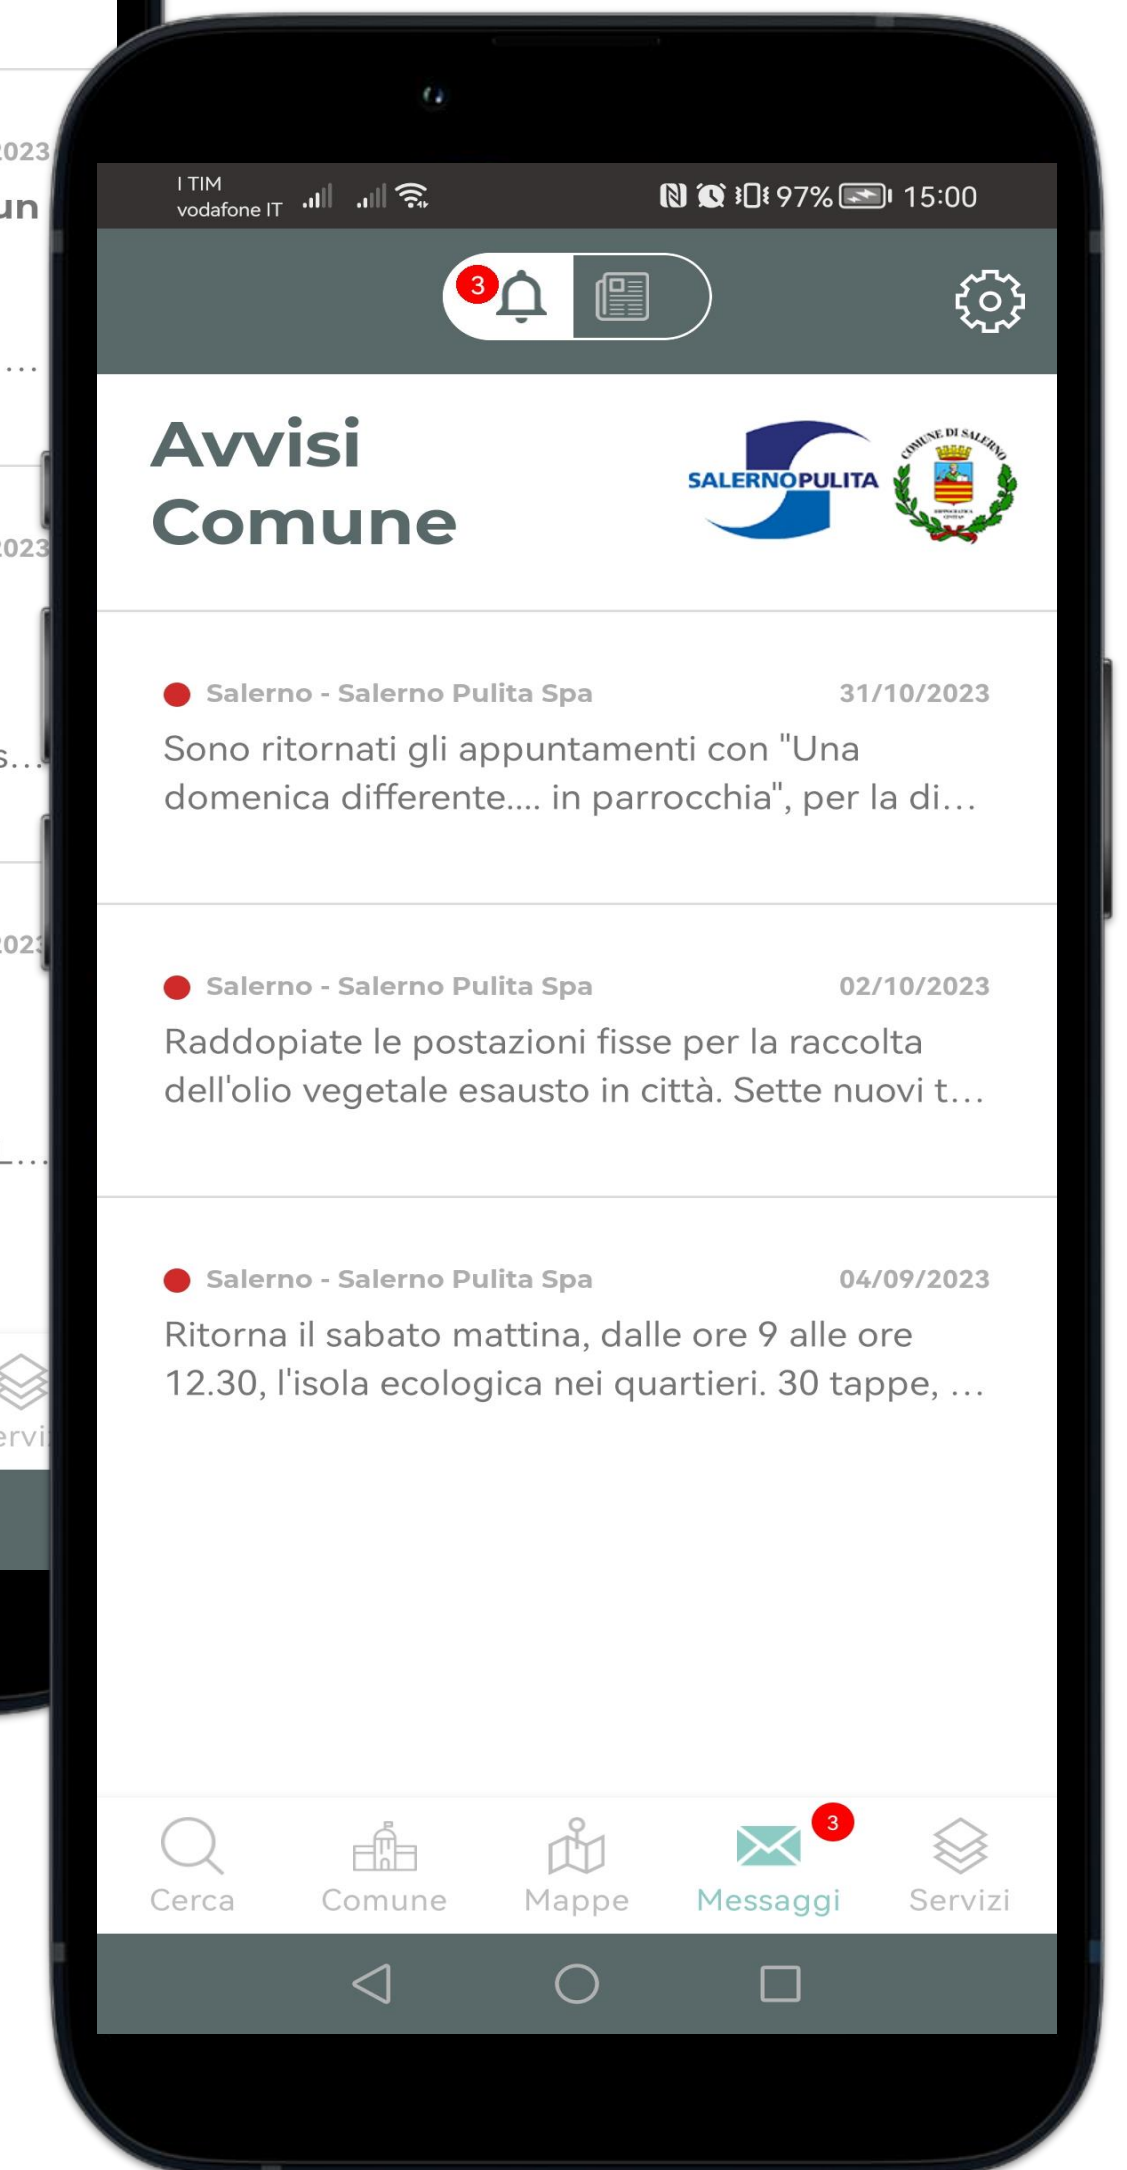 I TIM
vodafone IT
97% 15:00
3
Avvisi
Comune
SALERNOPULITA
COMUNE DI SALERNO
Salerno - Salerno Pulita Spa 31/10/2023
Sono ritornati gli appuntamenti con "Una
domenica differente.... in parrocchia", per la di...
Salerno - Salerno Pulita Spa 02/10/2023
Raddopiate le postazioni fisse per la raccolta
dell'olio vegetale esausto in città. Sette nuovi t...
Salerno - Salerno Pulita Spa 04/09/2023
Ritorna il sabato mattina, dalle ore 9 alle ore
12.30, l'isola ecologica nei quartieri. 30 tappe, ...
3
Cerca Comune Mappe Messaggi Servizi